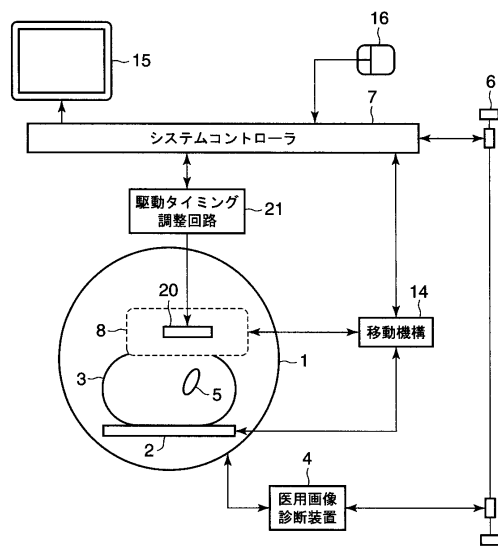 15
16
6
7
システムコントローラ
駆動タイミング
調整回路
21
20
8
14
移動機構
1
3
5
2
4
医用画像
診断装置